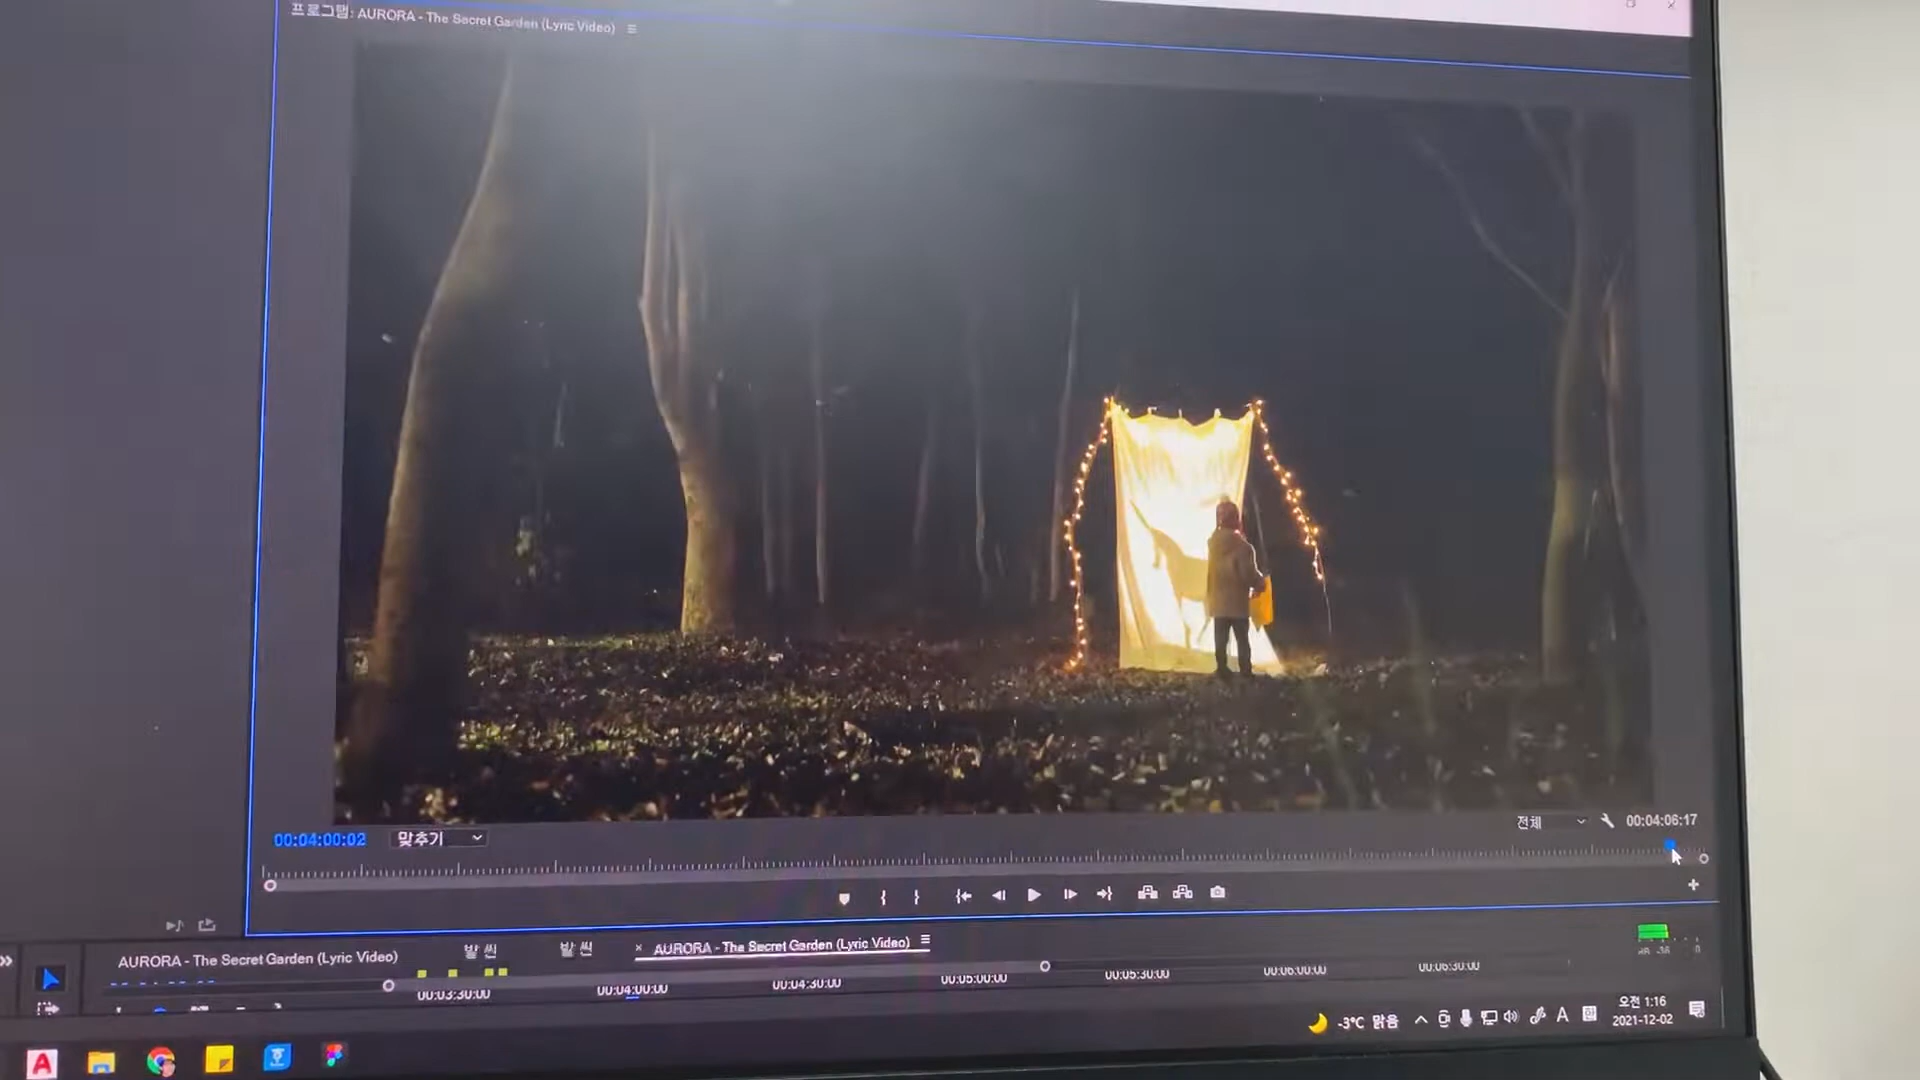 프로그램: AURORA - The Secret Garden (Lyric Video)
00:04:00:02
맞추기
전체
00:04:06:17
AURORA - The Secret Garden (Lyric Video)
발 씬
발 씬
× AURORA - The Secret Garden (Lyric Video)
00:03:30:00
00:04:00:00
00:04:30:00
00:05:00:00
00:05:30:00
00:06:00:00
00:06:30:00
-3°C 맑음
A
오전 1:16
2021-12-02
A